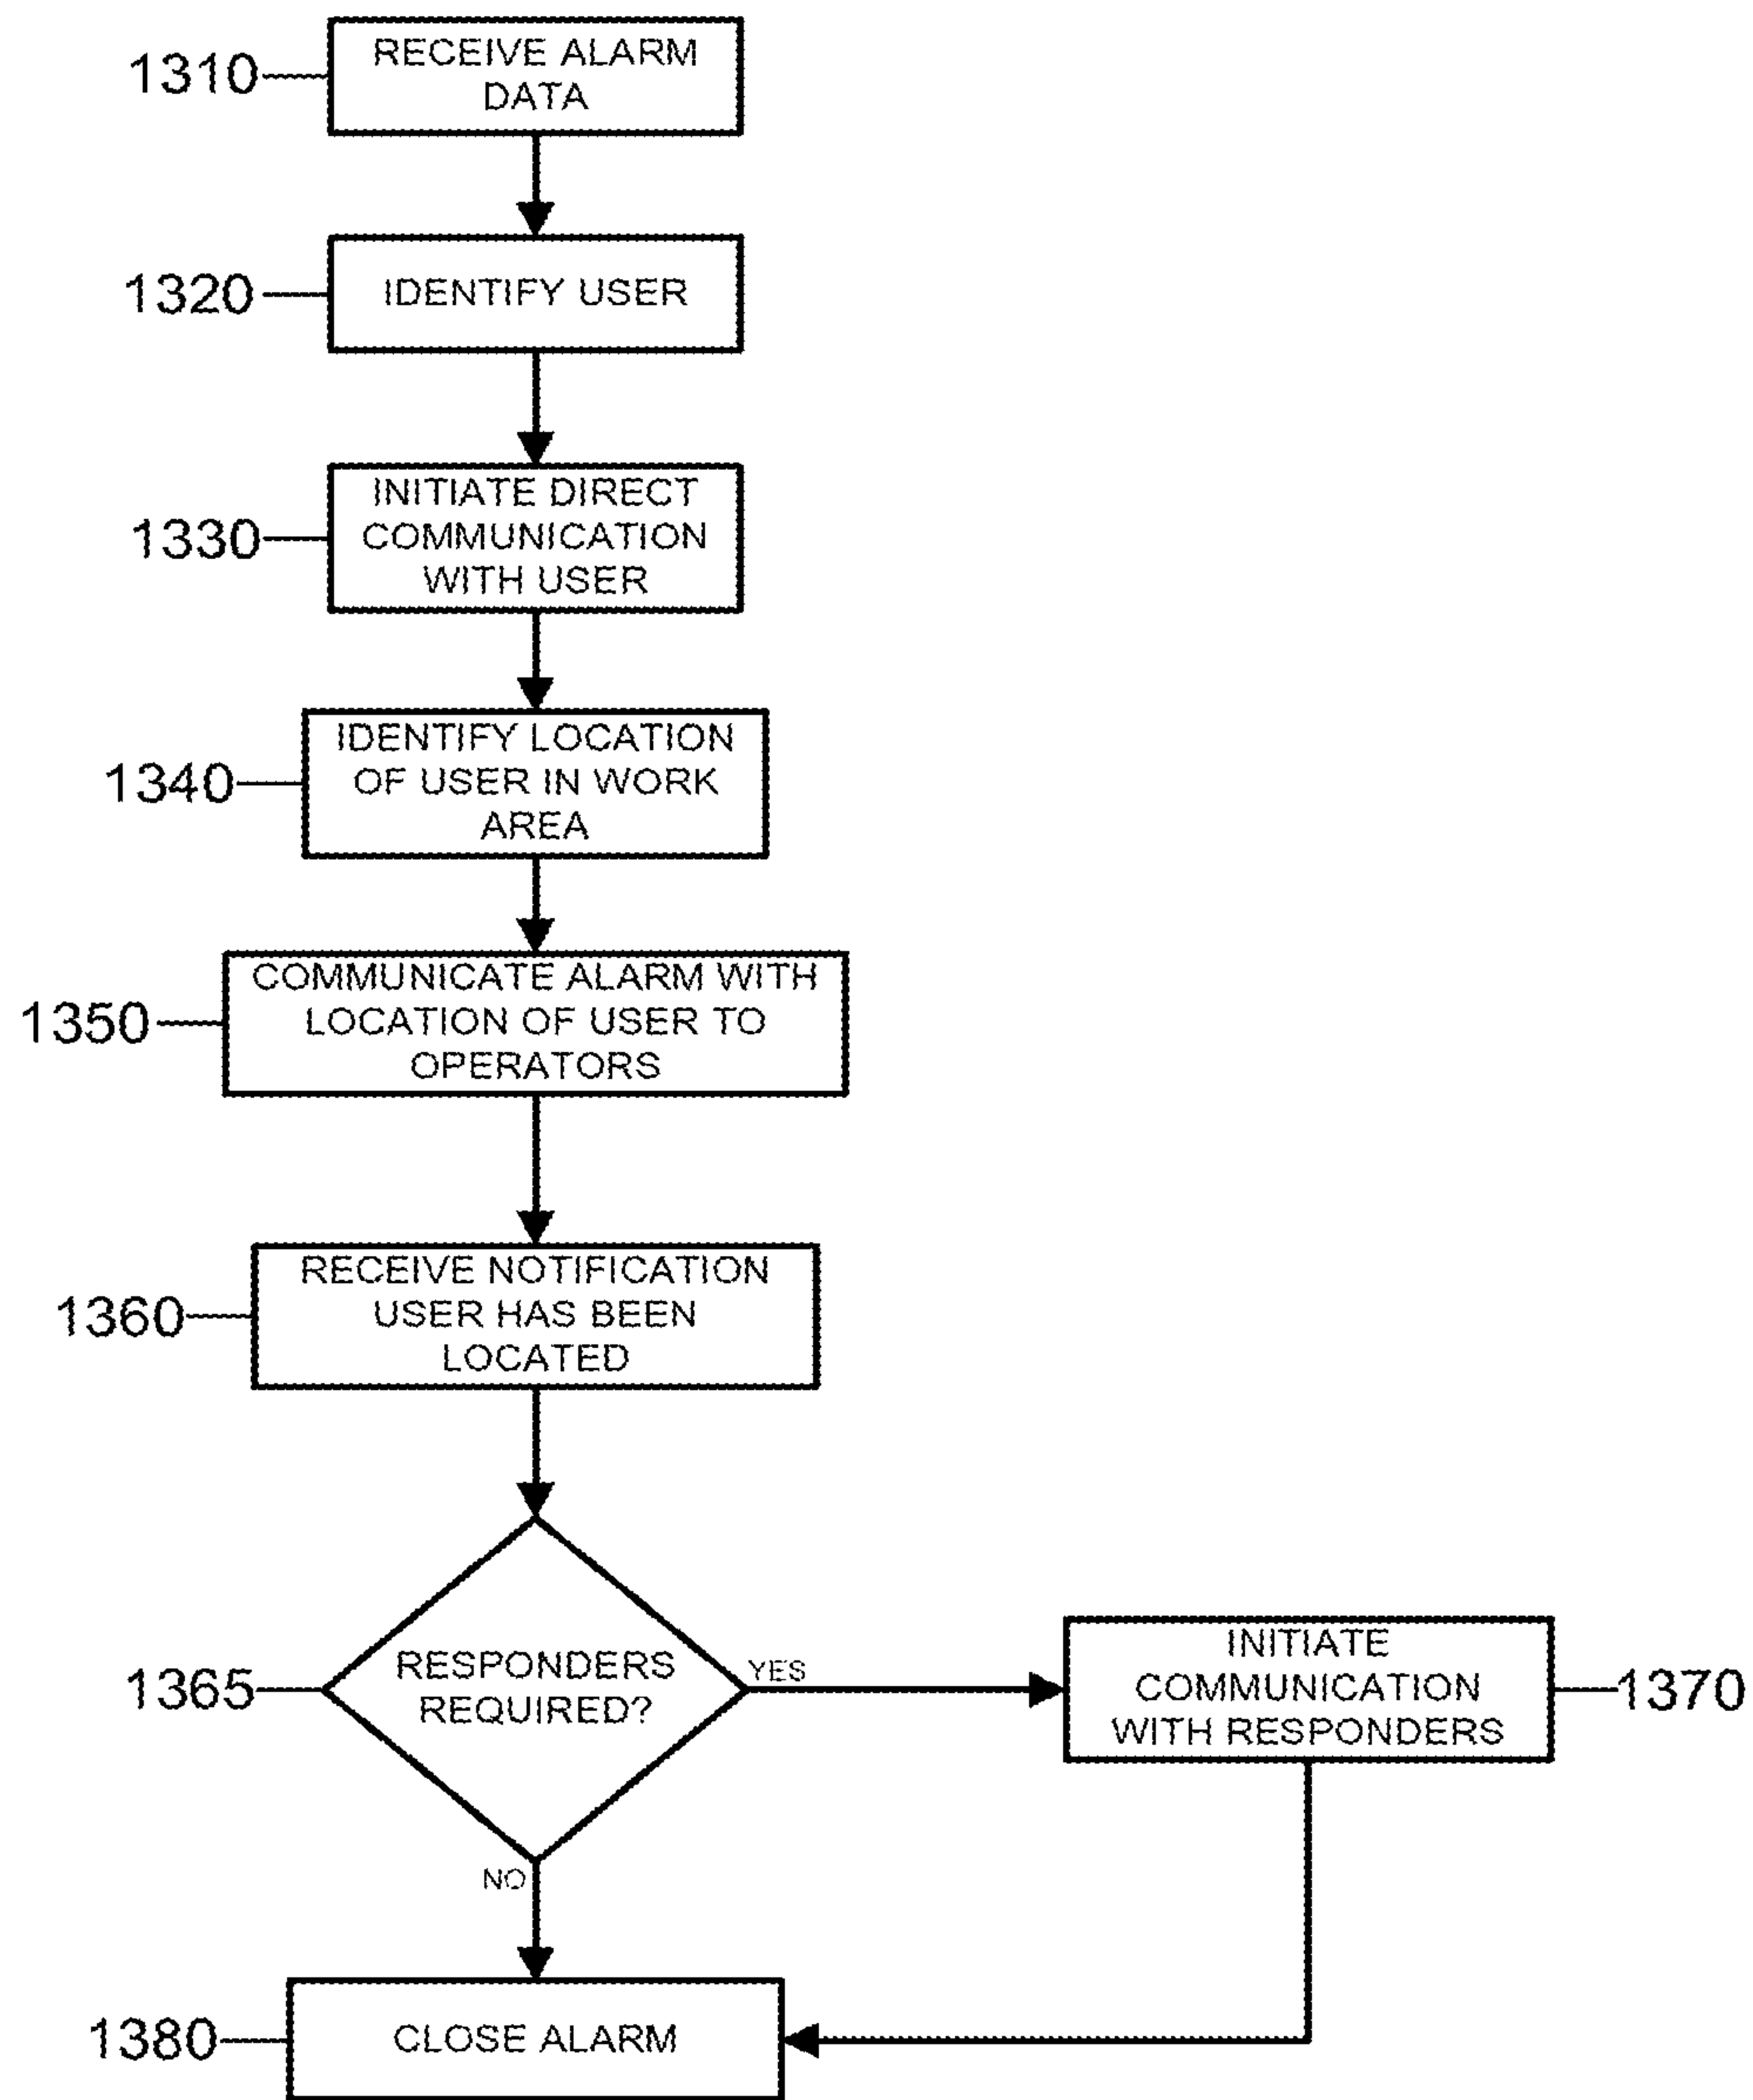 1310
RECEIVE ALARM
DATA
1320
IDENTIFY USER
1330
INITIATE DIRECT
COMMUNICATION
WITH USER
1340
IDENTIFY LOCATION
OF USER IN WORK
AREA
1350
COMMUNICATE ALARM WITH
LOCATION OF USER TO
OPERATORS
1360
RECEIVE NOTIFICATION
USER HAS BEEN
LOCATED
1365
RESPONDERS
REQUIRED?
YES
INITIATE
COMMUNICATION
WITH RESPONDERS
1370
NO
1380
CLOSE ALARM